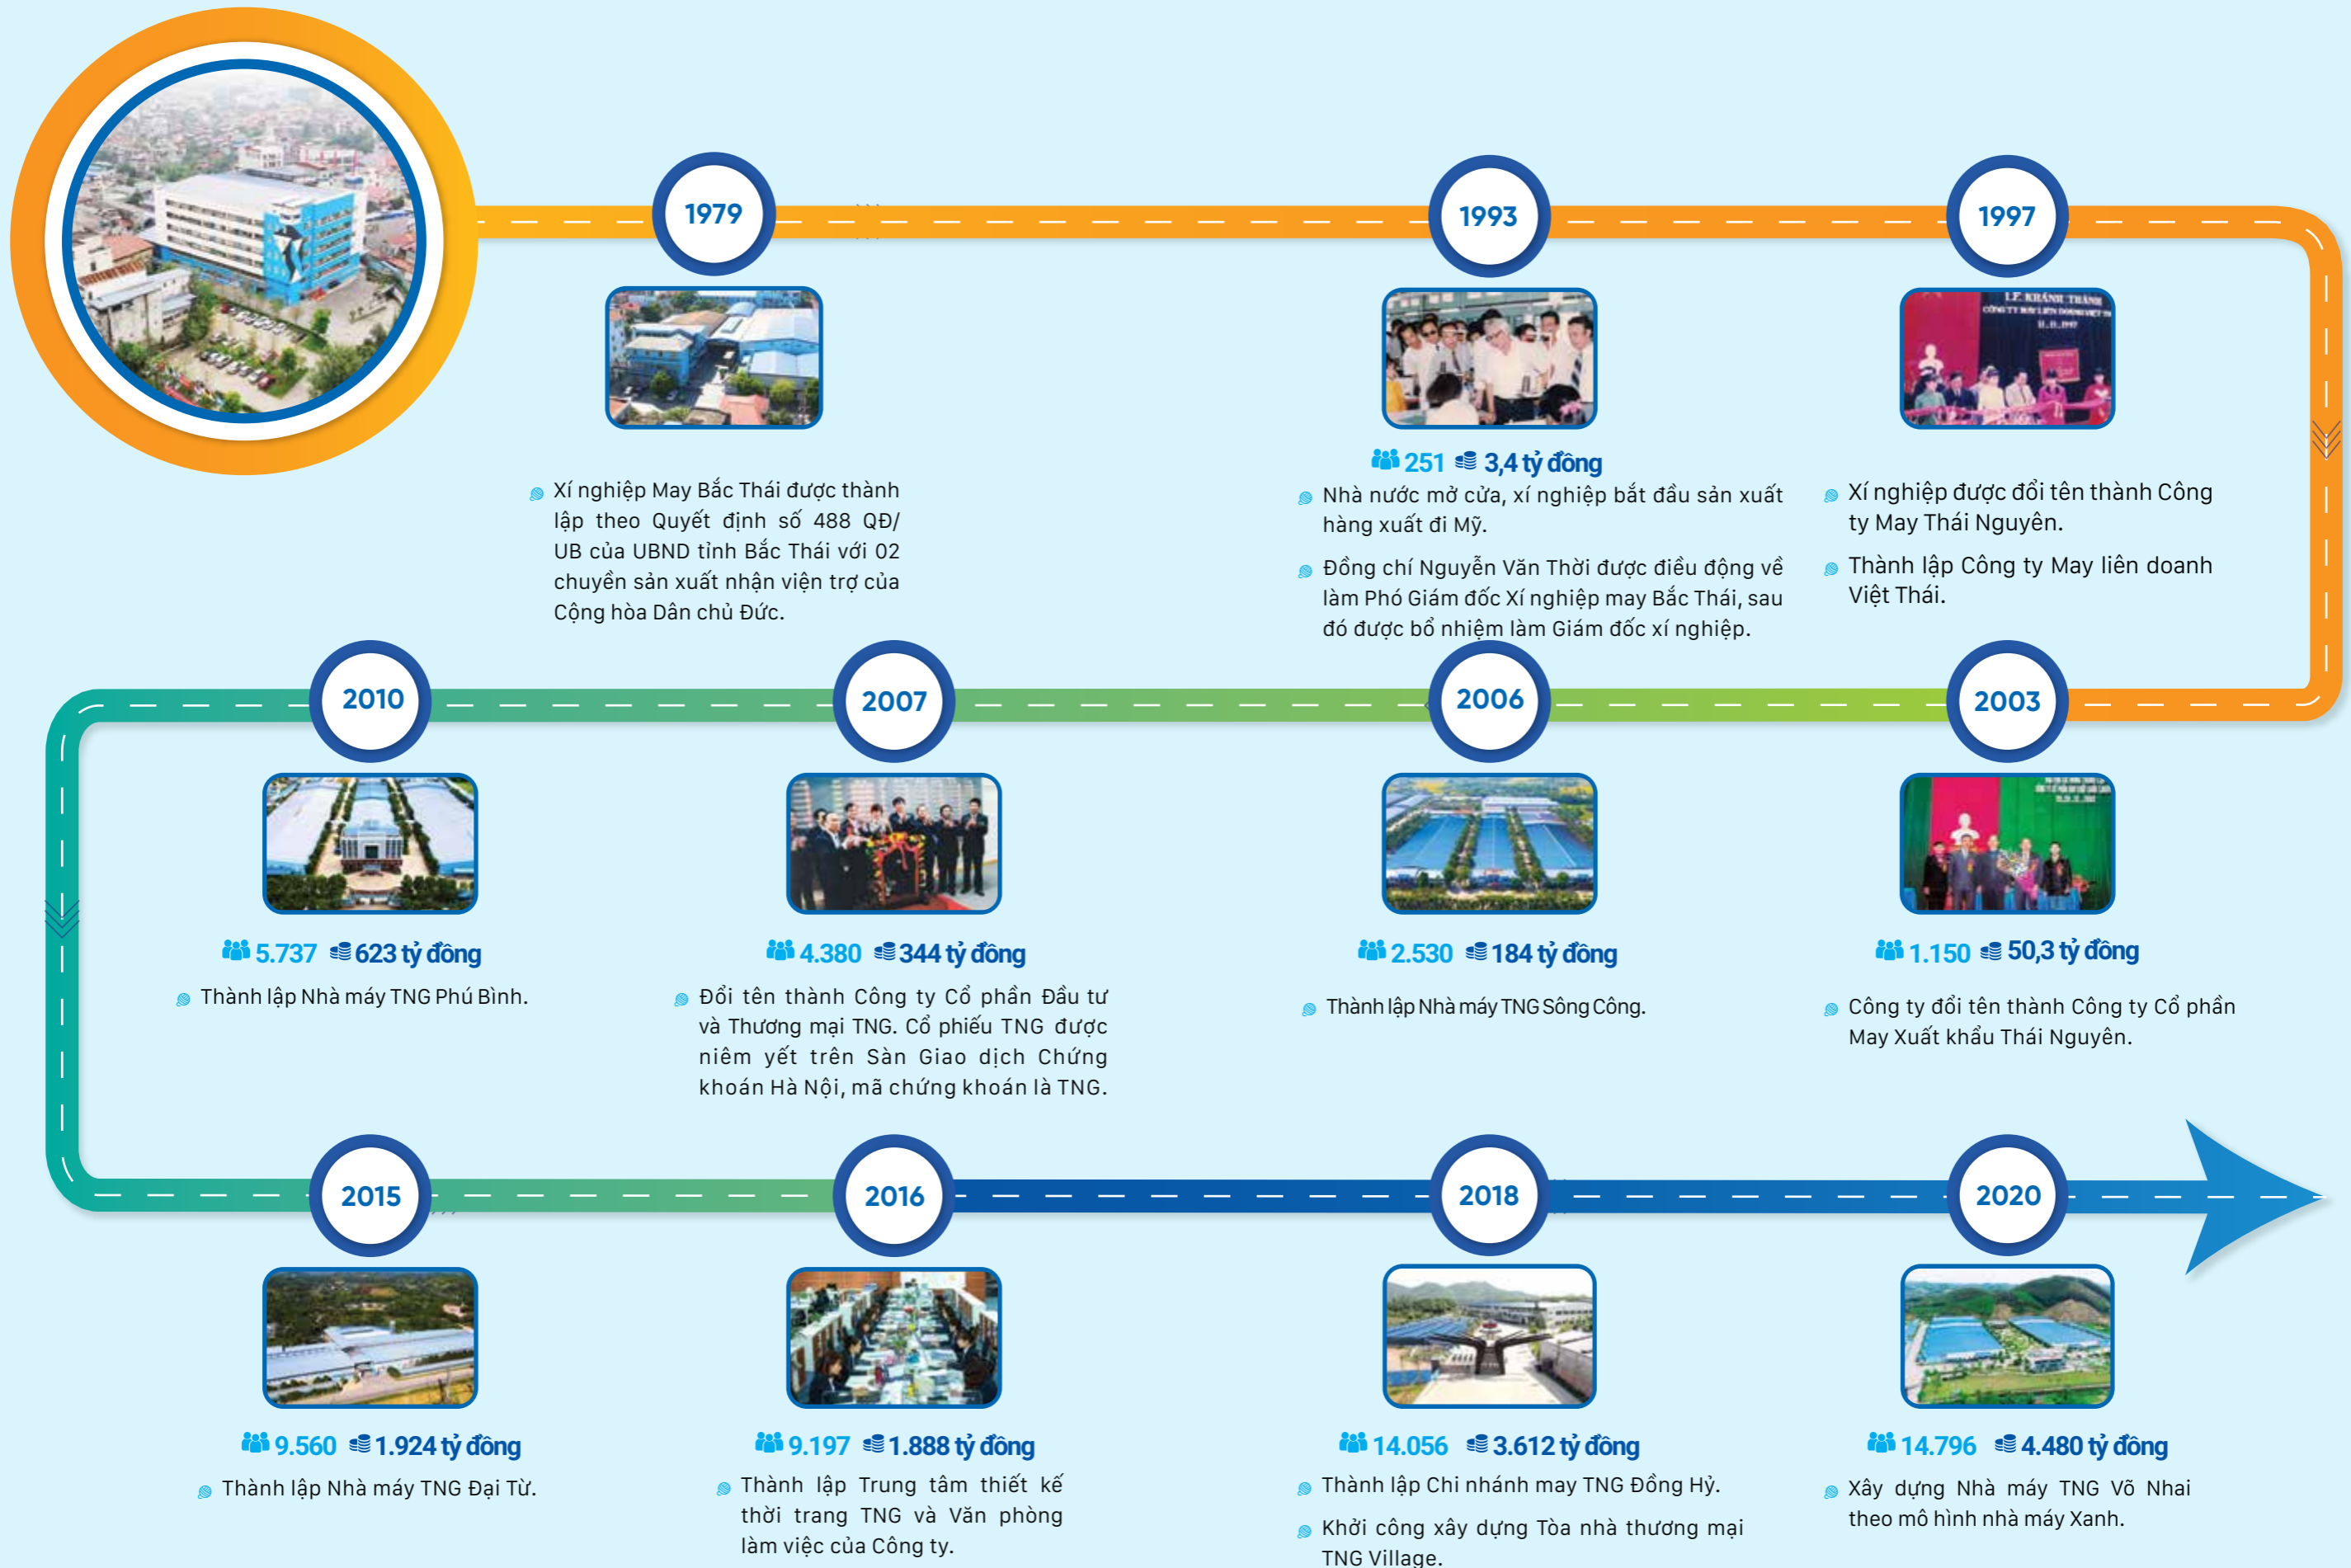 1979
1993
1997
LỄ KHÁNH THÀNH
CÔNG TY MAY LIÊN DOANH VIỆT
11.11.1997
Xí nghiệp May Bắc Thái được thành
lập theo Quyết định số 488 QĐ/
UB của UBND tỉnh Bắc Thái với 02
chuyền sản xuất nhận viện trợ của
Cộng hòa Dân chủ Đức.
251 3,4 tỷ đồng
Nhà nước mở cửa, xí nghiệp bắt đầu sản xuất
hàng xuất đi Mỹ.
Đồng chí Nguyễn Văn Thời được điều động về
làm Phó Giám đốc Xí nghiệp may Bắc Thái, sau
đó được bổ nhiệm làm Giám đốc xí nghiệp.
Xí nghiệp được đổi tên thành Công
ty May Thái Nguyên.
Thành lập Công ty May liên doanh
Việt Thái.
2010
2007
2006
2003
5.737 623 tỷ đồng
Thành lập Nhà máy TNG Phú Bình.
4.380 344 tỷ đồng
Đổi tên thành Công ty Cổ phần Đầu tư
và Thương mại TNG. Cổ phiếu TNG được
niêm yết trên Sàn Giao dịch Chứng
khoán Hà Nội, mã chứng khoán là TNG.
2.530 184 tỷ đồng
Thành lập Nhà máy TNG Sông Công.
1.150 50,3 tỷ đồng
Công ty đổi tên thành Công ty Cổ phần
May Xuất khẩu Thái Nguyên.
2015
2016
2018
2020
9.560 1.924 tỷ đồng
Thành lập Nhà máy TNG Đại Từ.
9.197 1.888 tỷ đồng
Thành lập Trung tâm thiết kế
thời trang TNG và Văn phòng
làm việc của Công ty.
14.056 3.612 tỷ đồng
Thành lập Chi nhánh may TNG Đồng Hỷ.
Khởi công xây dựng Tòa nhà thương mại
TNG Village.
14.796 4.480 tỷ đồng
Xây dựng Nhà máy TNG Võ Nhai
theo mô hình nhà máy Xanh.